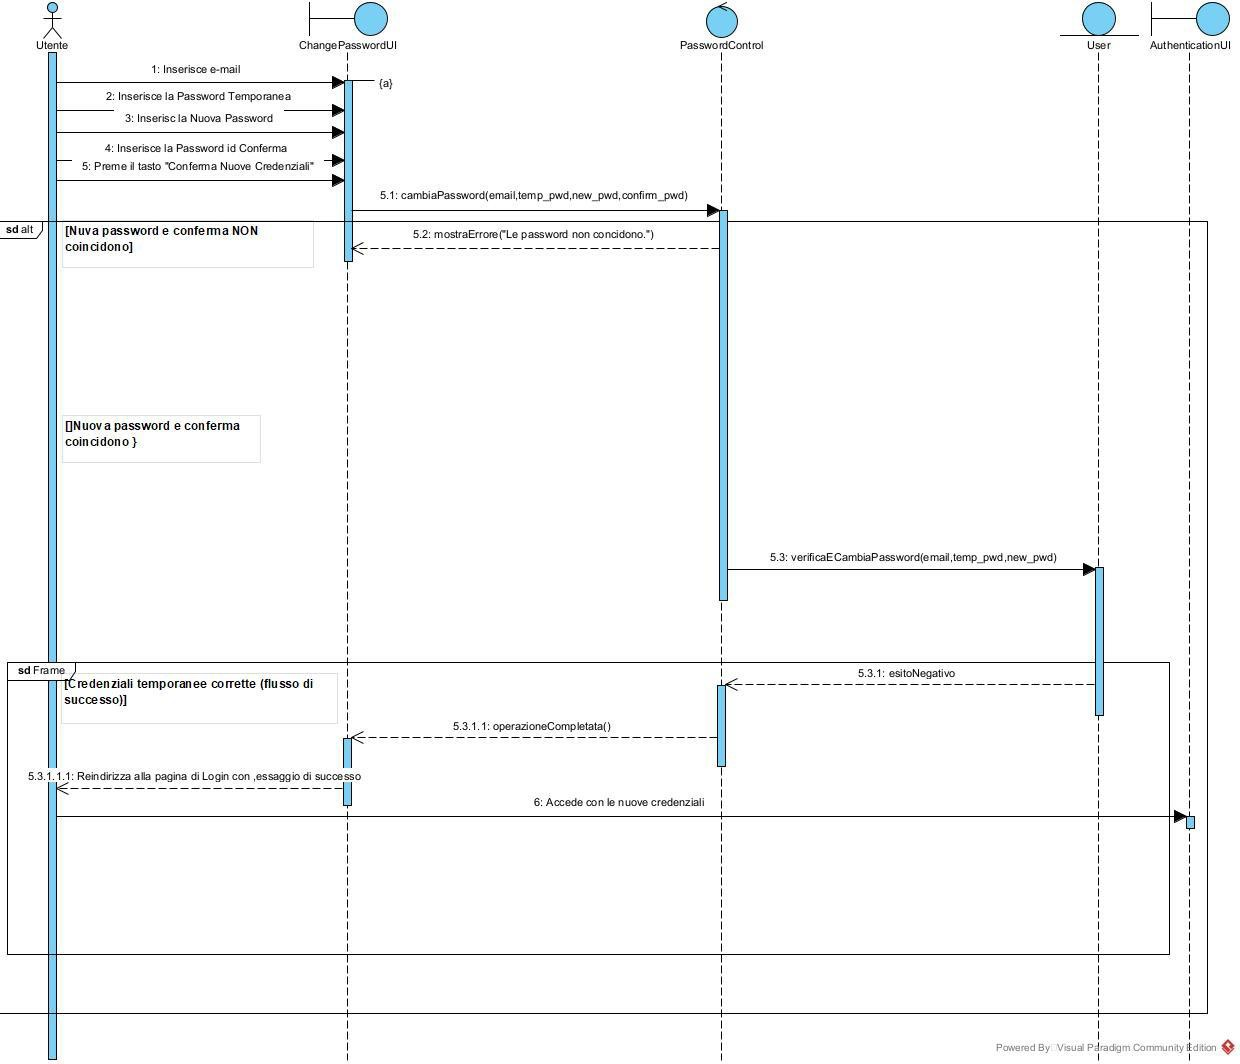 Utente
ChangePasswordUI
PasswordControl
User
AuthenticationUI
1: Inserisce e-mail
{a}
2: Inserisce la Password Temporanea
3: Inserisc la Nuova Password
4: Inserisce la Password id Conferma
5: Preme il tasto "Conferma Nuove Credenziali"
5.1: cambiaPassword(email,temp_pwd,new_pwd,confirm_pwd)
sd alt
[Nuva password e conferma NON
coincidono]
5.2: mostraErrore("Le password non concidono.")
[]Nuova password e conferma
coincidono }
5.3: verificaECambiaPassword(email,temp_pwd,new_pwd)
sd Frame
[Credenziali temporanee corrette (flusso di
successo)]
5.3.1: esitoNegativo
5.3.1.1: operazioneCompletata()
5.3.1.1.1: Reindirizza alla pagina di Login con ,essaggio di successo
6: Accede con le nuove credenziali
Powered By Visual Paradigm Community Edition